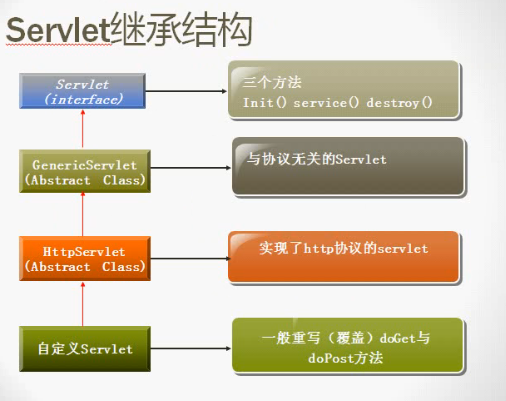 Servlet继承结构
Servlet
(interface)
三个方法
Init() service() destroy()
GenericServlet
(Abstract Class)
与协议无关的Servlet
HttpServlet
(Abstract Class)
实现了http协议的servlet
自定义Servlet
一般重写（覆盖）doGet与
doPost方法